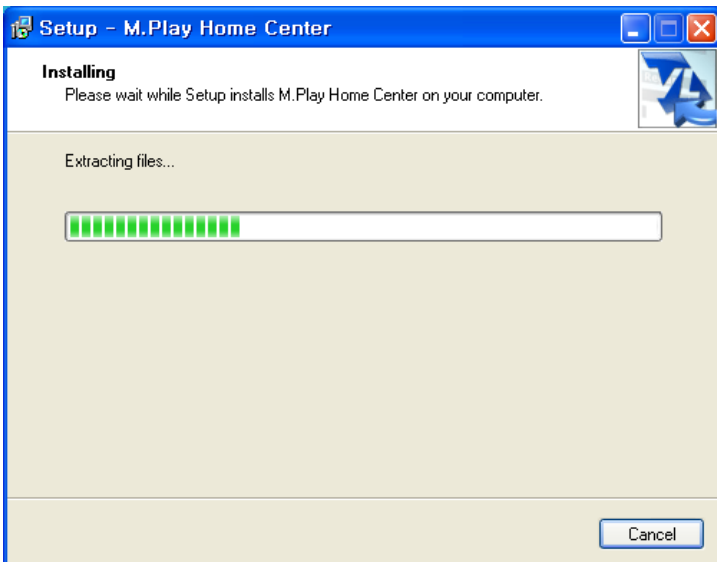 Setup - M.Play Home Center
Installing
Please wait while Setup installs M.Play Home Center on your computer.
Extracting files...
Cancel